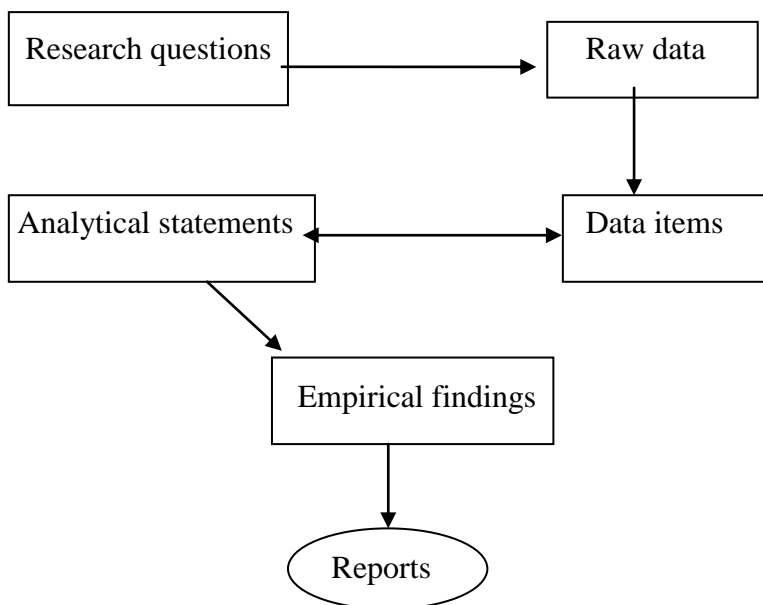 Research questions
Raw data
Analytical statements
Data items
Empirical findings
Reports